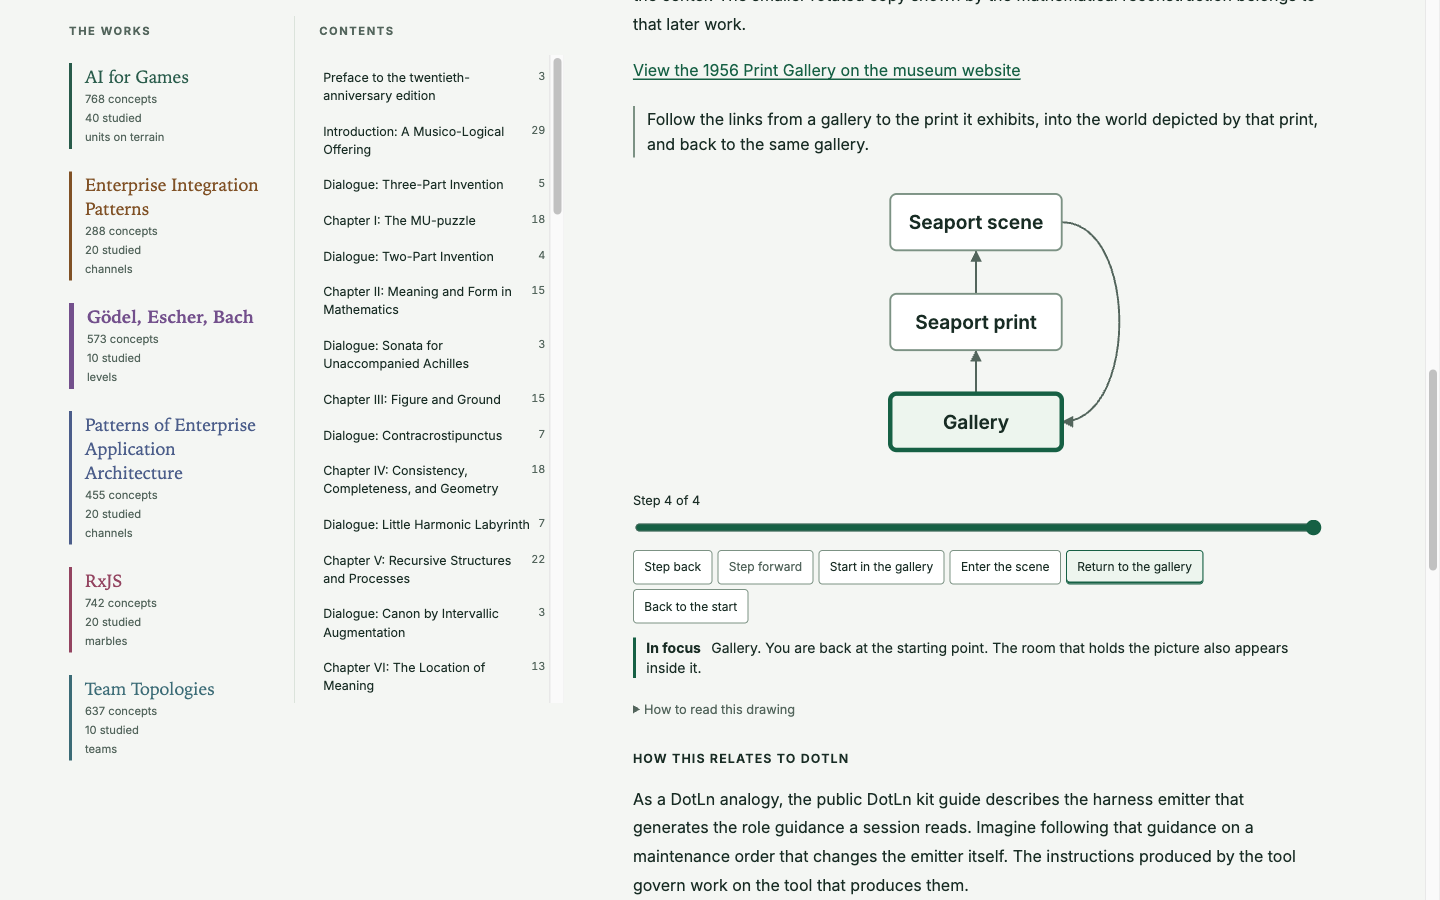 THE WORKS
AI for Games
768 concepts
40 studied
units on terrain
Enterprise Integration
Patterns
288 concepts
20 studied
channels
Gödel, Escher, Bach
573 concepts
10 studied
levels
Patterns of Enterprise
Application
Architecture
455 concepts
20 studied
channels
RxJS
742 concepts
20 studied
marbles
Team Topologies
637 concepts
10 studied
teams
CONTENTS
Preface to the twentieth- 3
anniversary edition
Introduction: A Musico-Logical 29
Offering
Dialogue: Three-Part Invention 5
Chapter I: The MU-puzzle 18
Dialogue: Two-Part Invention 4
Chapter II: Meaning and Form in 15
Mathematics
Dialogue: Sonata for 3
Unaccompanied Achilles
Chapter III: Figure and Ground 15
Dialogue: Contracrostipunctus 7
Chapter IV: Consistency, 18
Completeness, and Geometry
Dialogue: Little Harmonic Labyrinth 7
Chapter V: Recursive Structures 22
and Processes
Dialogue: Canon by Intervallic 3
Augmentation
Chapter VI: The Location of 13
Meaning
that later work.
View the 1956 Print Gallery on the museum website
Follow the links from a gallery to the print it exhibits, into the world depicted by that print,
and back to the same gallery.
Seaport scene
Seaport print
Gallery
Step 4 of 4
Step back Step forward Start in the gallery Enter the scene Return to the gallery
Back to the start
In focus Gallery. You are back at the starting point. The room that holds the picture also appears
inside it.
How to read this drawing
HOW THIS RELATES TO DOTLN
As a DotLn analogy, the public DotLn kit guide describes the harness emitter that
generates the role guidance a session reads. Imagine following that guidance on a
maintenance order that changes the emitter itself. The instructions produced by the tool
govern work on the tool that produces them.